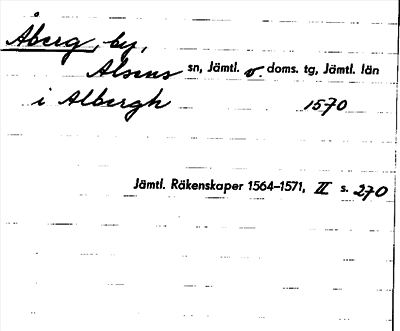 Åberg, by,
Alsens sn, Jämtl. v. doms. tg, Jämtl. län
i Albergh 1570
Jämtl. Räkenskaper 1564–1571, II s. 270